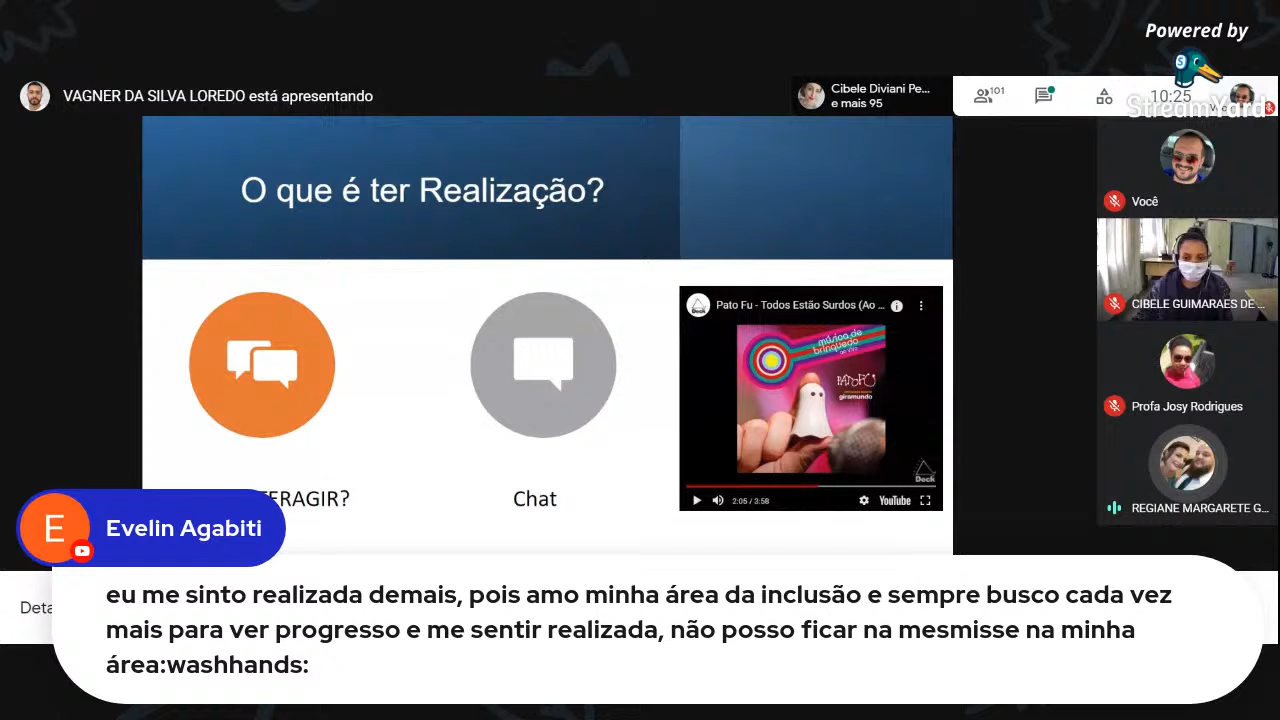 Powered by
StreamYard
VAGNER DA SILVA LOREDO está apresentando
Cibele Diviani Pe...
e mais 95
101
10:25
O que é ter Realização?
Você
CIBELE GUIMARAES DE ...
Profa Josy Rodrigues
REGIANE MARGARETE G...
Pato Fu - Todos Estão Surdos (Ao ...
Deck
música de
brinquedo
ao vivo
PATO FU
giramundo
Deck
2:05 / 3:58
YouTube
ERAGIR?
Chat
E
Evelin Agabiti
Deta
eu me sinto realizada demais, pois amo minha área da inclusão e sempre busco cada vez
mais para ver progresso e me sentir realizada, não posso ficar na mesmisse na minha
área:washhands: